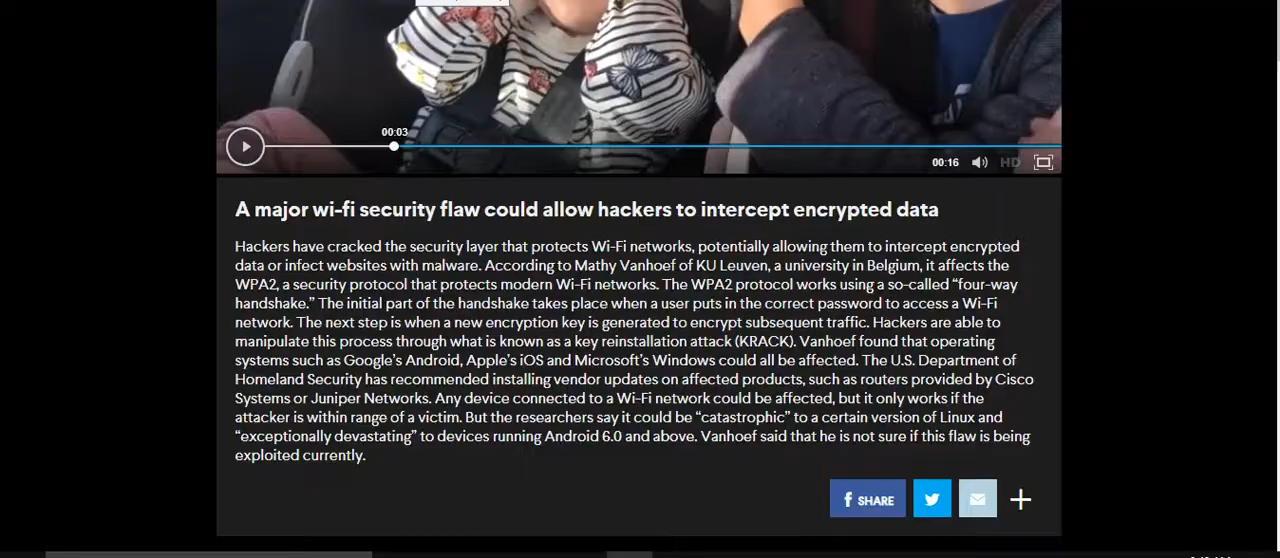 00:03
00:16
HD
A major wi-fi security flaw could allow hackers to intercept encrypted data
Hackers have cracked the security layer that protects Wi-Fi networks, potentially allowing them to intercept encrypted
data or infect websites with malware. According to Mathy Vanhoef of KU Leuven, a university in Belgium, it affects the
WPA2, a security protocol that protects modern Wi-Fi networks. The WPA2 protocol works using a so-called “four-way
handshake.” The initial part of the handshake takes place when a user puts in the correct password to access a Wi-Fi
network. The next step is when a new encryption key is generated to encrypt subsequent traffic. Hackers are able to
manipulate this process through what is known as a key reinstallation attack (KRACK). Vanhoef found that operating
systems such as Google's Android, Apple's iOS and Microsoft's Windows could all be affected. The U.S. Department of
Homeland Security has recommended installing vendor updates on affected products, such as routers provided by Cisco
Systems or Juniper Networks. Any device connected to a Wi-Fi network could be affected, but it only works if the
attacker is within range of a victim. But the researchers say it could be “catastrophic” to a certain version of Linux and
“exceptionally devastating” to devices running Android 6.0 and above. Vanhoef said that he is not sure if this flaw is being
exploited currently.
f SHARE